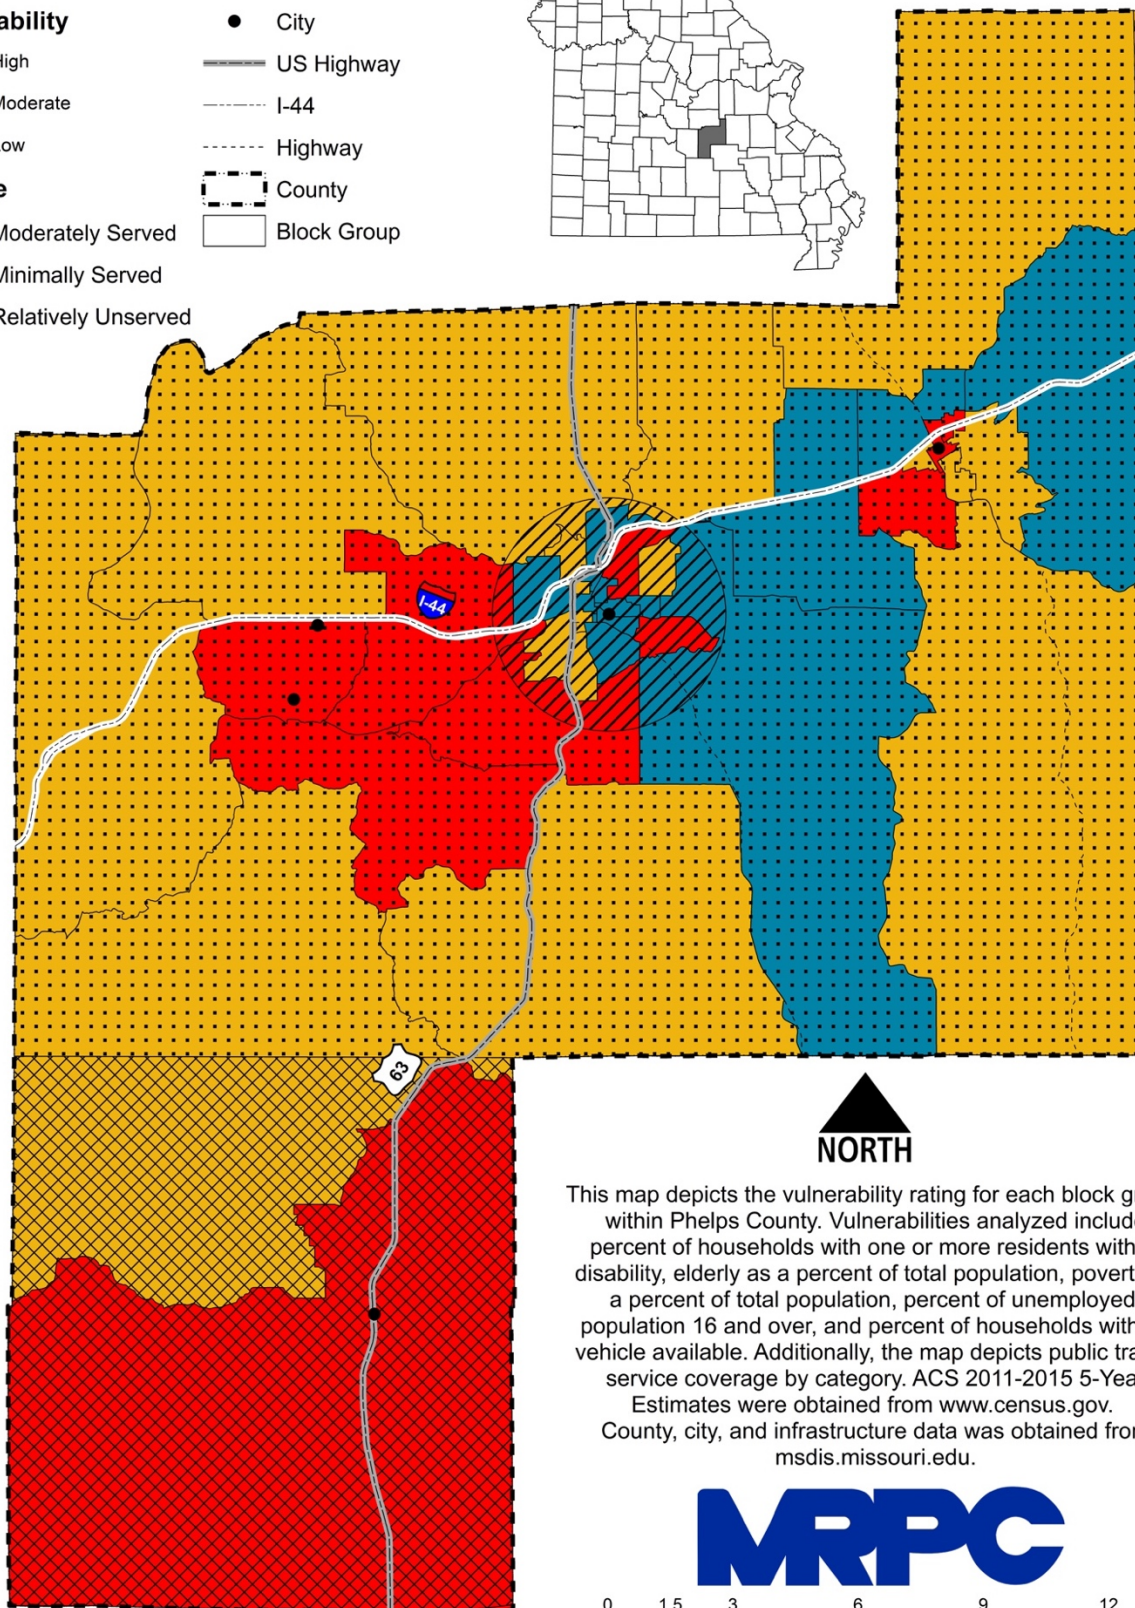 ability
High
Moderate
Low
e
Moderately Served
Minimally Served
Relatively Unserved
City
US Highway
I-44
Highway
County
Block Group
I-44
63
NORTH
This map depicts the vulnerability rating for each block g
within Phelps County. Vulnerabilities analyzed include
percent of households with one or more residents with
disability, elderly as a percent of total population, povert
a percent of total population, percent of unemployed
population 16 and over, and percent of households with
vehicle available. Additionally, the map depicts public tra
service coverage by category. ACS 2011-2015 5-Yea
Estimates were obtained from www.census.gov.
County, city, and infrastructure data was obtained from
msdis.missouri.edu.
MRPC
0 1.5 3 6 9 12